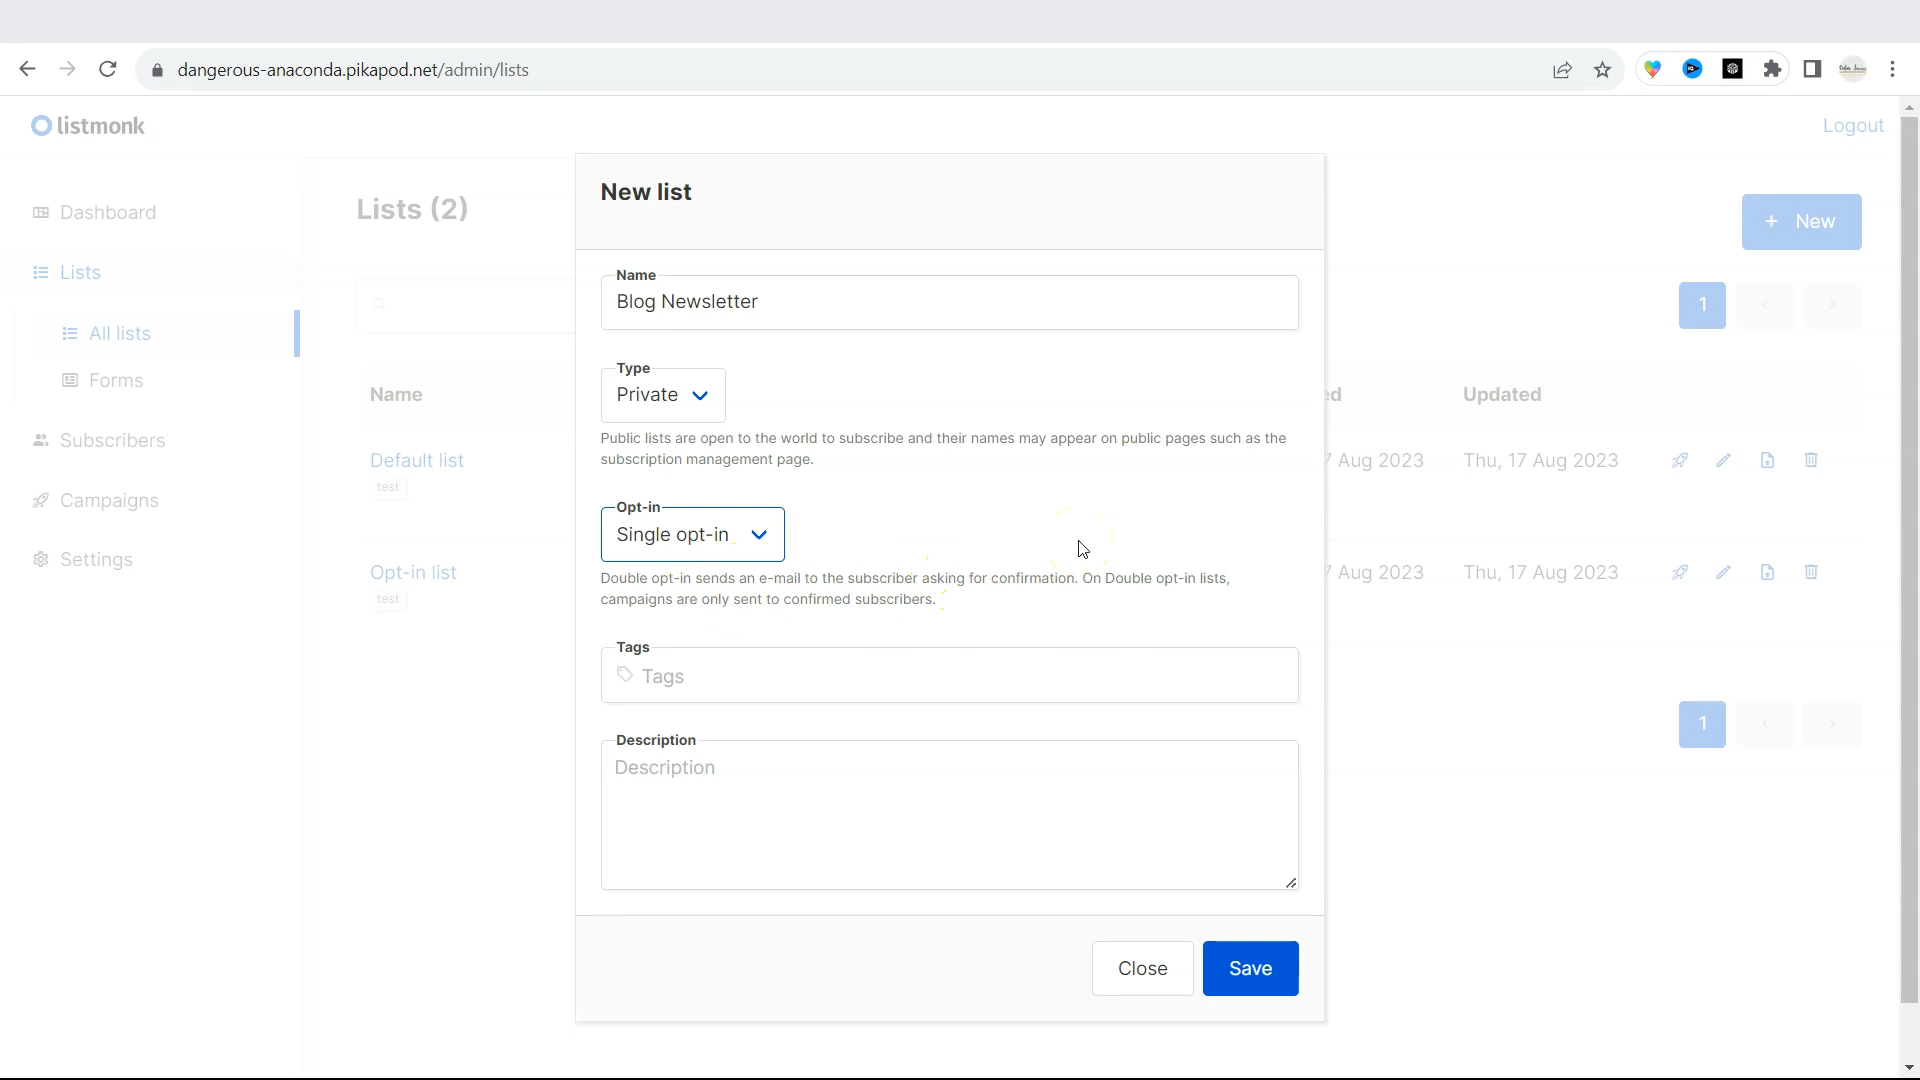 dangerous-anaconda.pikapod.net/admin/lists
listmonk
Logout
Dashboard
Lists
All lists
Forms
Subscribers
Campaigns
Settings
Lists (2)
+ New
1
Name
Updated
Default list
test
7 Aug 2023
Thu, 17 Aug 2023
Opt-in list
test
7 Aug 2023
Thu, 17 Aug 2023
1
New list
Name
Blog Newsletter
Type
Private
Public lists are open to the world to subscribe and their names may appear on public pages such as the
subscription management page.
Opt-in
Single opt-in
Double opt-in sends an e-mail to the subscriber asking for confirmation. On Double opt-in lists,
campaigns are only sent to confirmed subscribers.
Tags
Tags
Description
Description
Close
Save